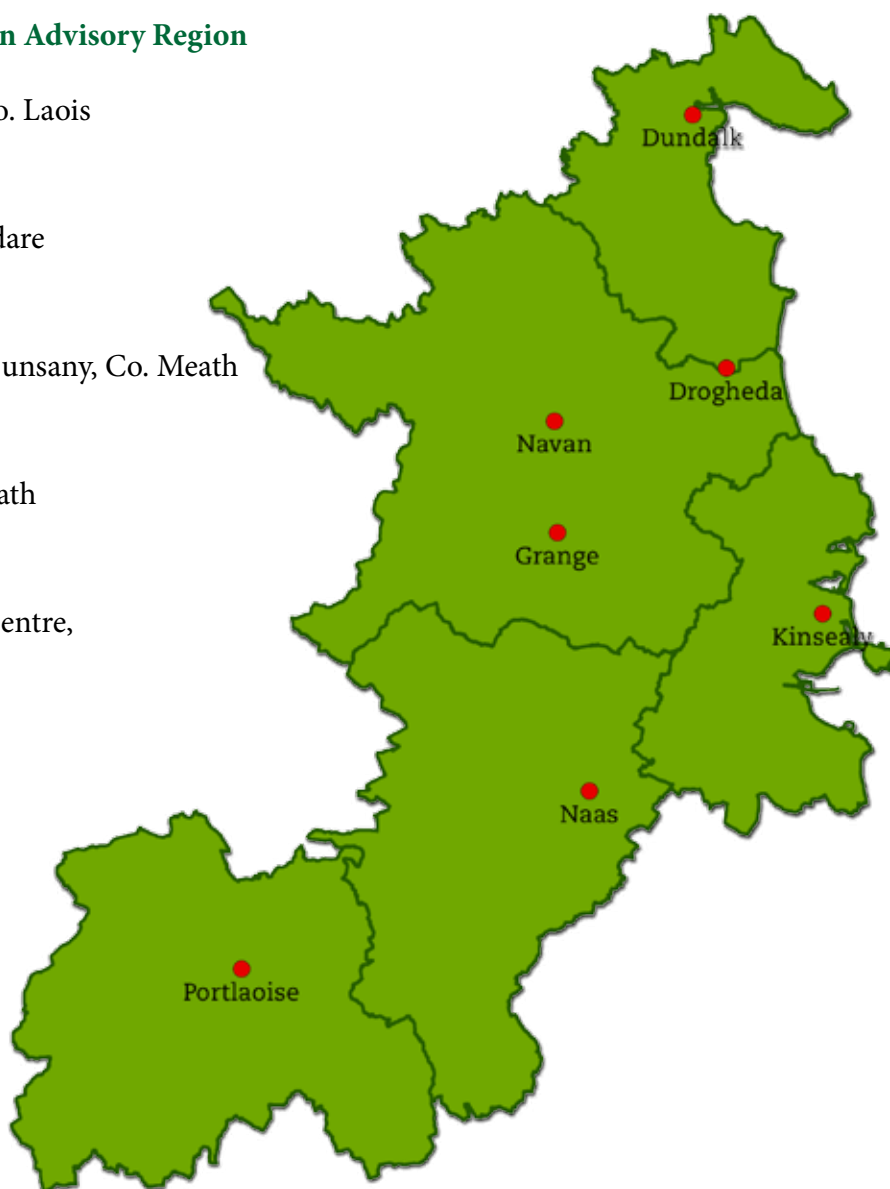 n Advisory Region
o. Laois
dare
unsany, Co. Meath
ath
entre,
Dundalk
Drogheda
Navan
Grange
Kinsealy
Naas
Portlaoise